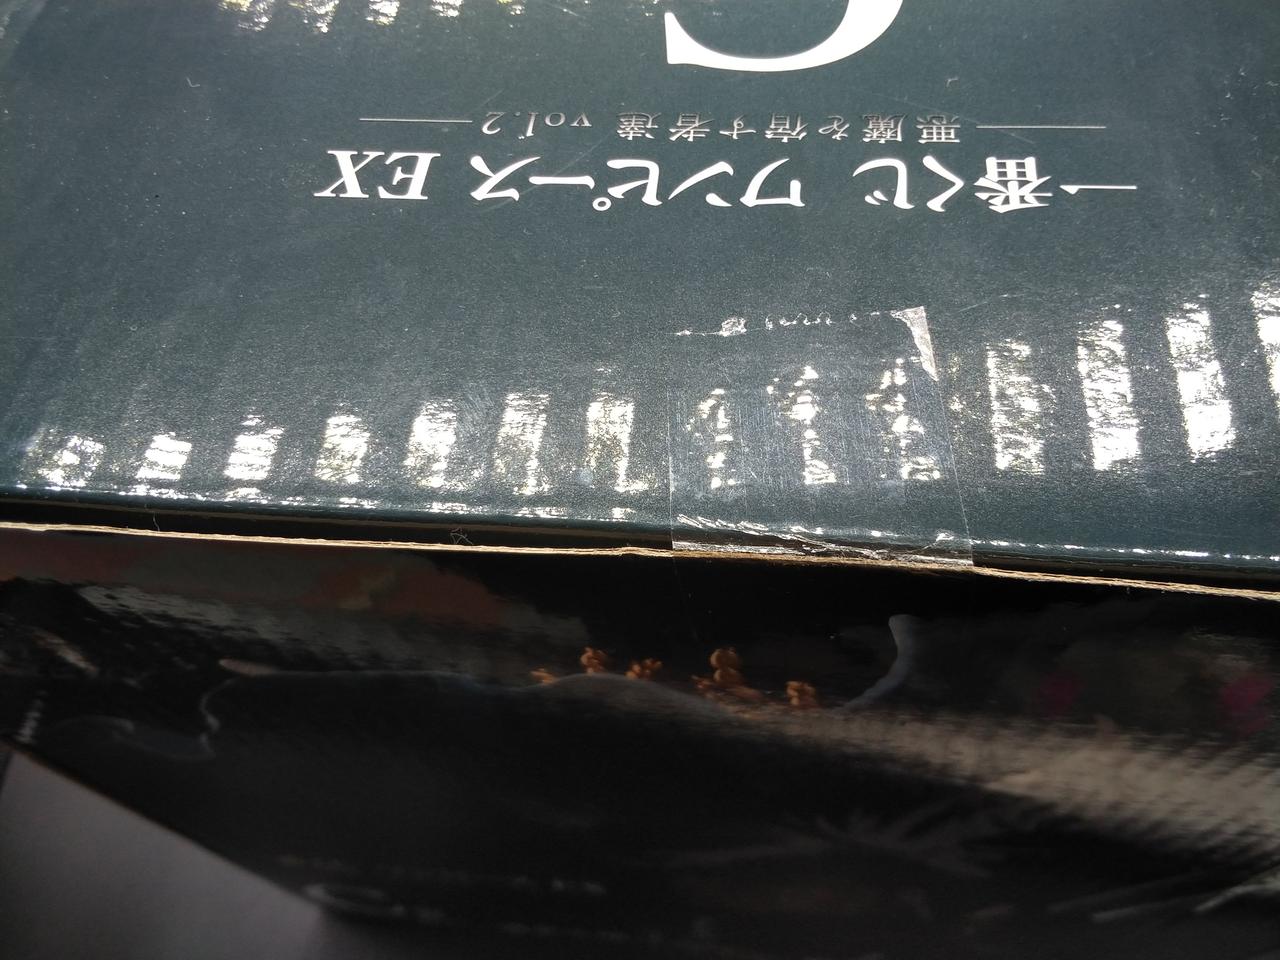 一番くじ ワンピース EX
悪魔を宿す者達 vol.2
C